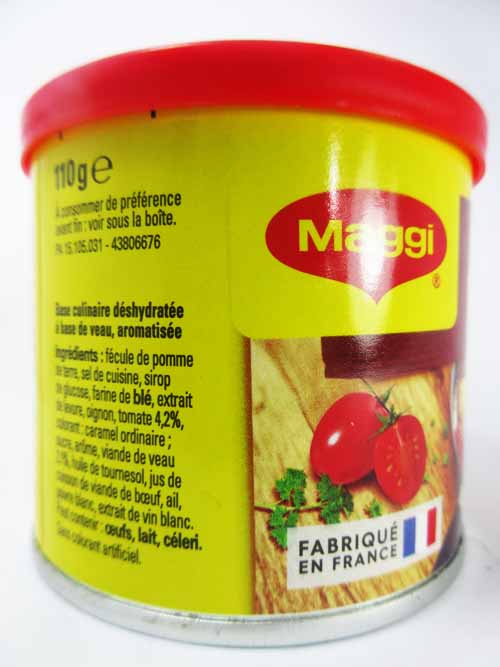 110g e
À consommer de préférence
avant fin : voir sous la boîte.
PA 15.105.031 - 43806676
Base culinaire déshydratée
à base de veau, aromatisée
Ingrédients : fécule de pomme
de terre, sel de cuisine, sirop
de glucose, farine de blé, extrait
de levure, oignon, tomate 4,2%,
colorant : caramel ordinaire ;
sucre, arôme, viande de veau
2,1%, huile de tournesol, jus de
cuisson de viande de bœuf, ail,
poivre blanc, extrait de vin blanc.
Peut contenir : œufs, lait, céleri.
Sans colorant artificiel.
Maggi ®
FABRIQUÉ
EN FRANCE